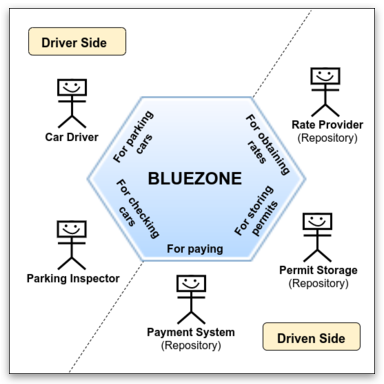 Driver Side
Car Driver
Rate Provider
(Repository)
For parking
cars
For obtaining
rates
BLUEZONE
For checking
cars
For storing
permits
For paying
Parking Inspector
Permit Storage
(Repository)
Payment System
(Repository)
Driven Side